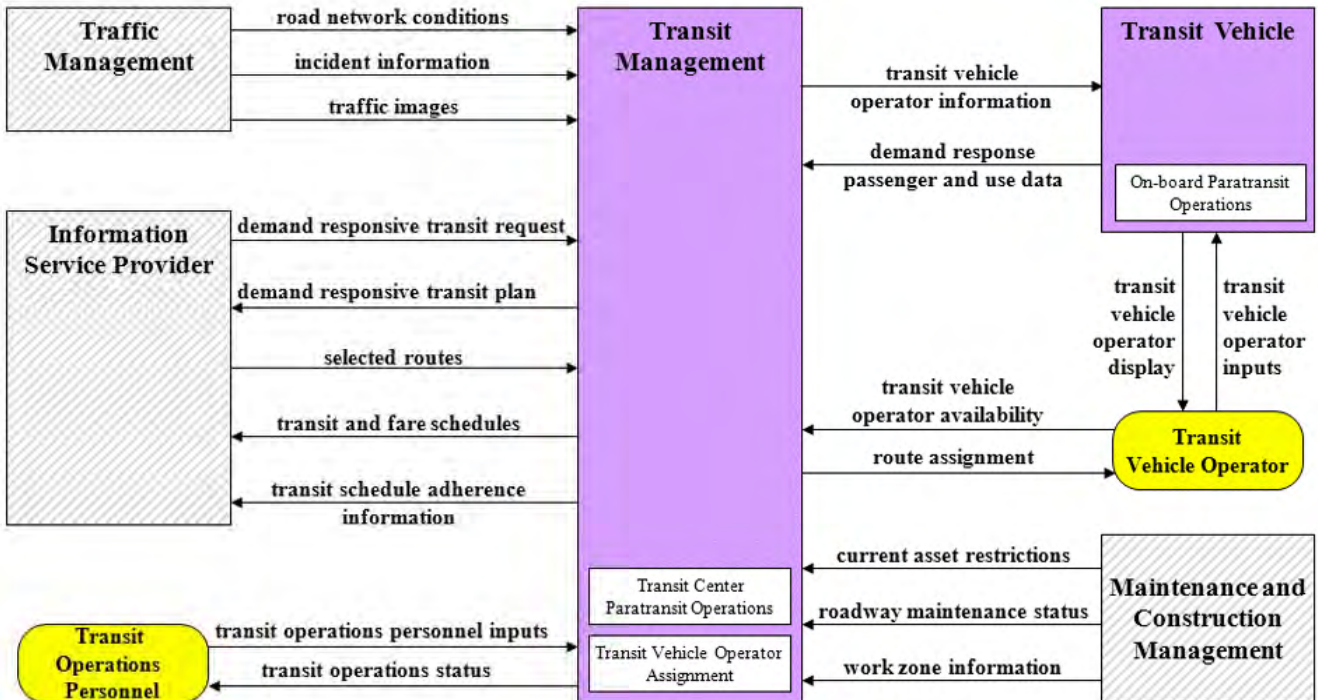 Traffic
Management
road network conditions
incident information
traffic images
Transit
Management
transit vehicle
operator information
demand response
passenger and use data
Transit Vehicle
On-board Paratransit
Operations
Information
Service Provider
demand responsive transit request
demand responsive transit plan
selected routes
transit and fare schedules
transit schedule adherence
information
transit
vehicle
operator
display
transit
vehicle
operator
inputs
transit vehicle
operator availability
route assignment
Transit
Vehicle Operator
Transit Center
Paratransit Operations
Transit Vehicle Operator
Assignment
current asset restrictions
roadway maintenance status
work zone information
Maintenance and
Construction
Management
Transit
Operations
Personnel
transit operations personnel inputs
transit operations status